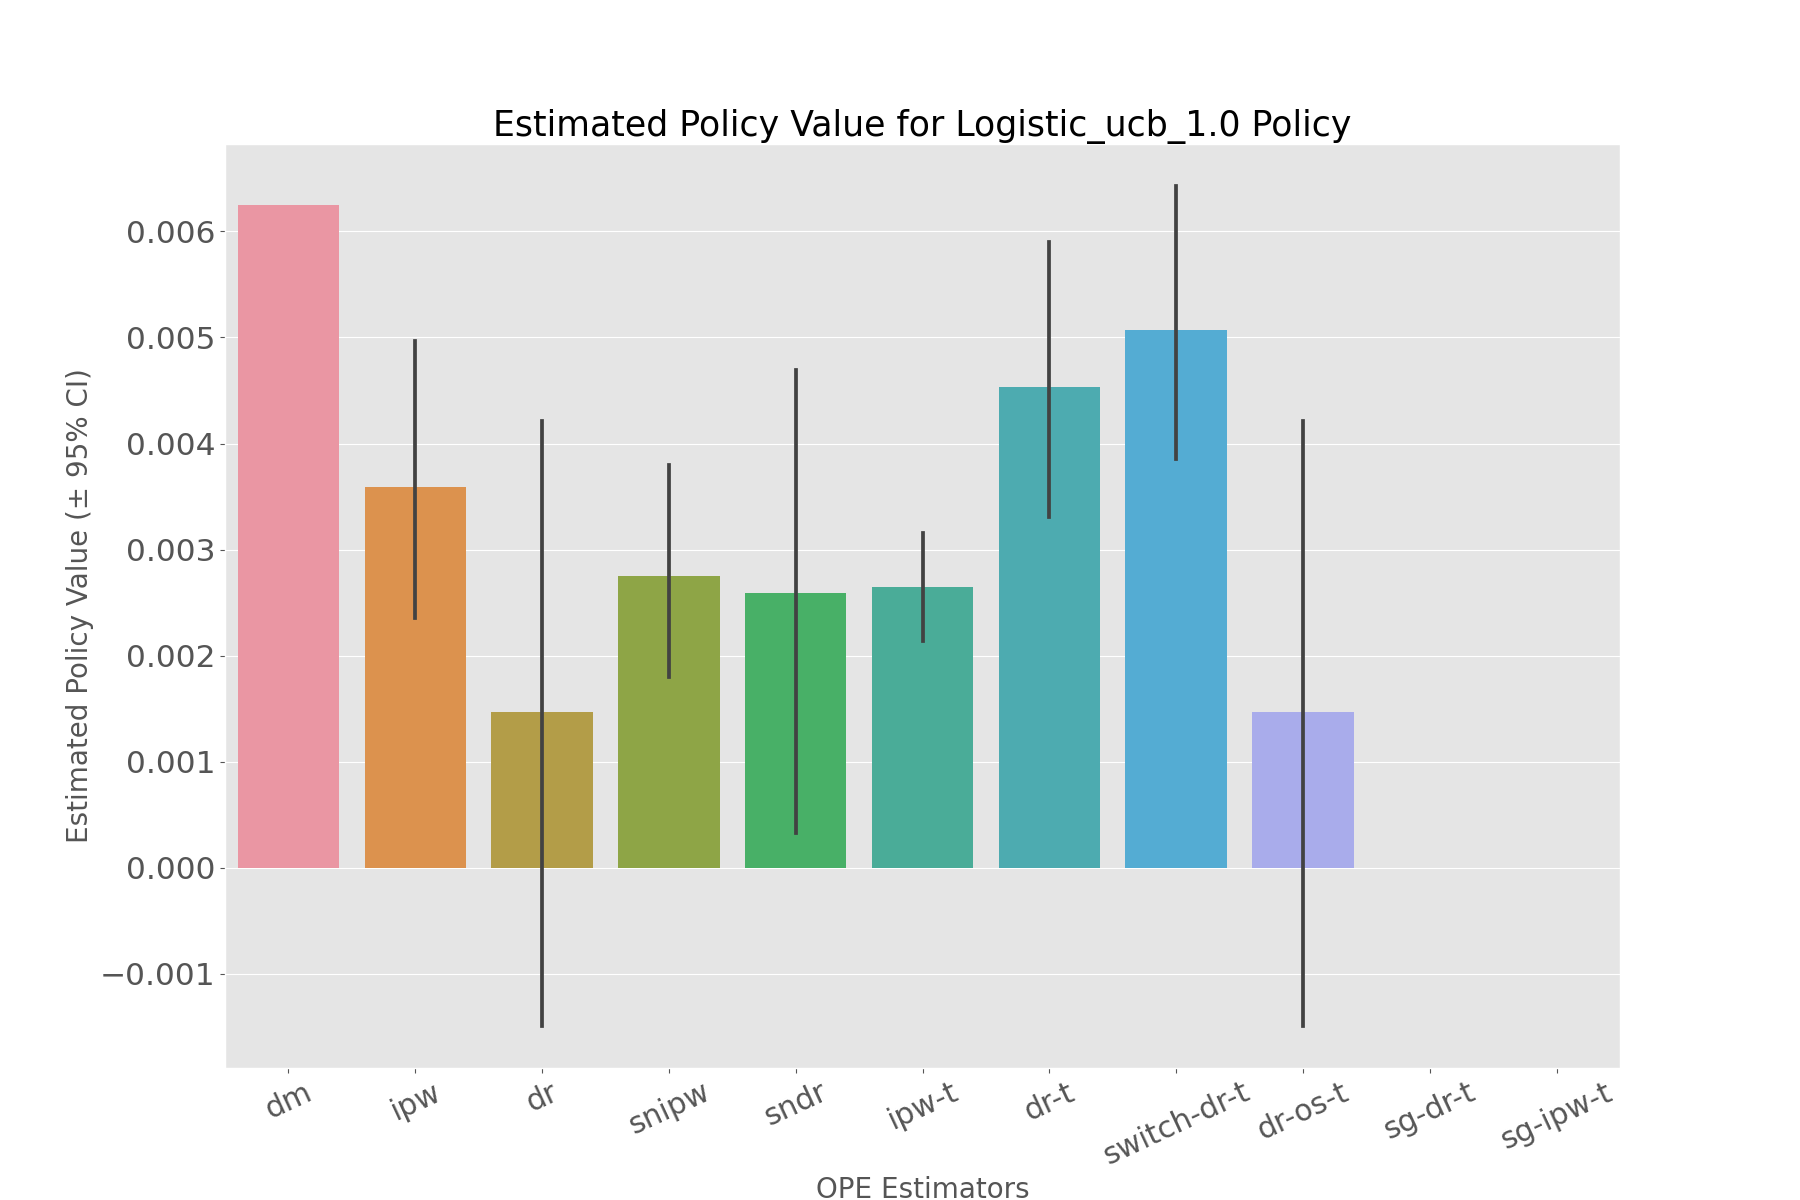 Estimated Policy Value for Logistic_ucb_1.0 Policy
Estimated Policy Value (± 95% CI)
0.006
0.005
0.004
0.003
0.002
0.001
0.000
−0.001
dm
ipw
dr
snipw
sndr
ipw-t
dr-t
switch-dr-t
dr-os-t
sg-dr-t
sg-ipw-t
OPE Estimators